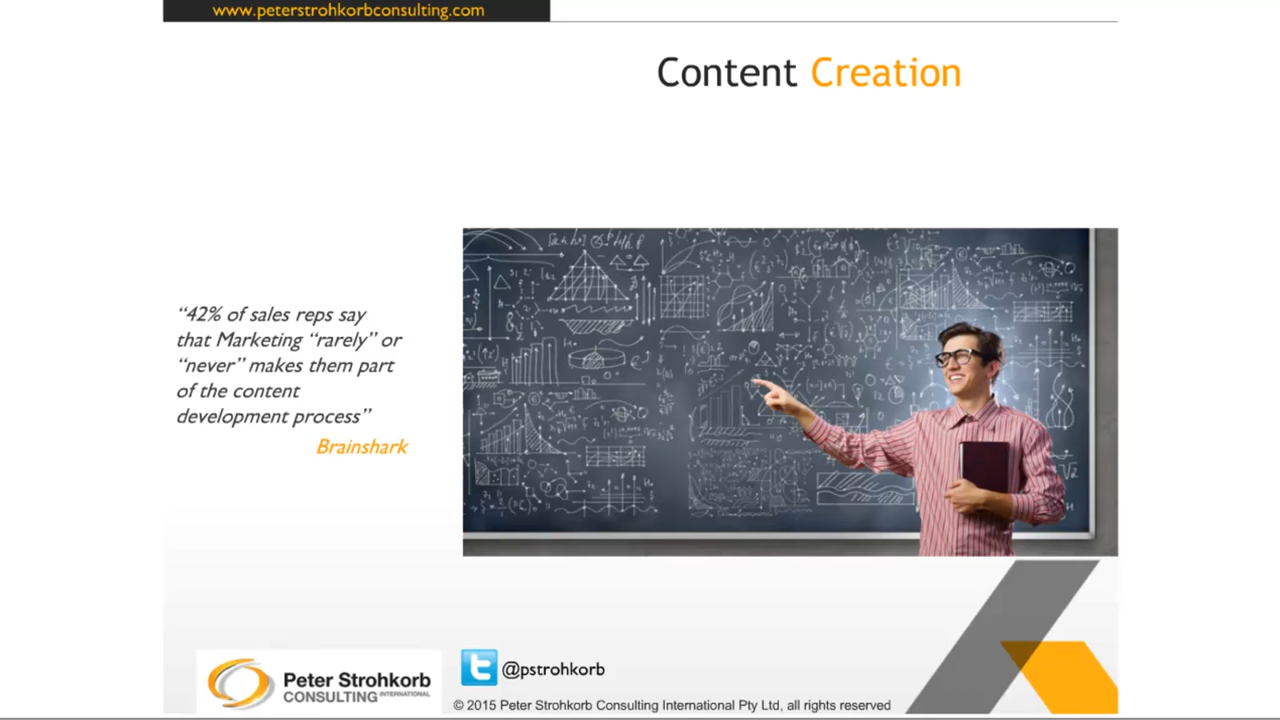 www.peterstrohkorbconsulting.com
Content Creation
“42% of sales reps say
that Marketing “rarely” or
“never” makes them part
of the content
development process”
Brainshark
Peter Strohkorb
CONSULTING INTERNATIONAL
@pstrohkorb
© 2015 Peter Strohkorb Consulting International Pty Ltd, all rights reserved